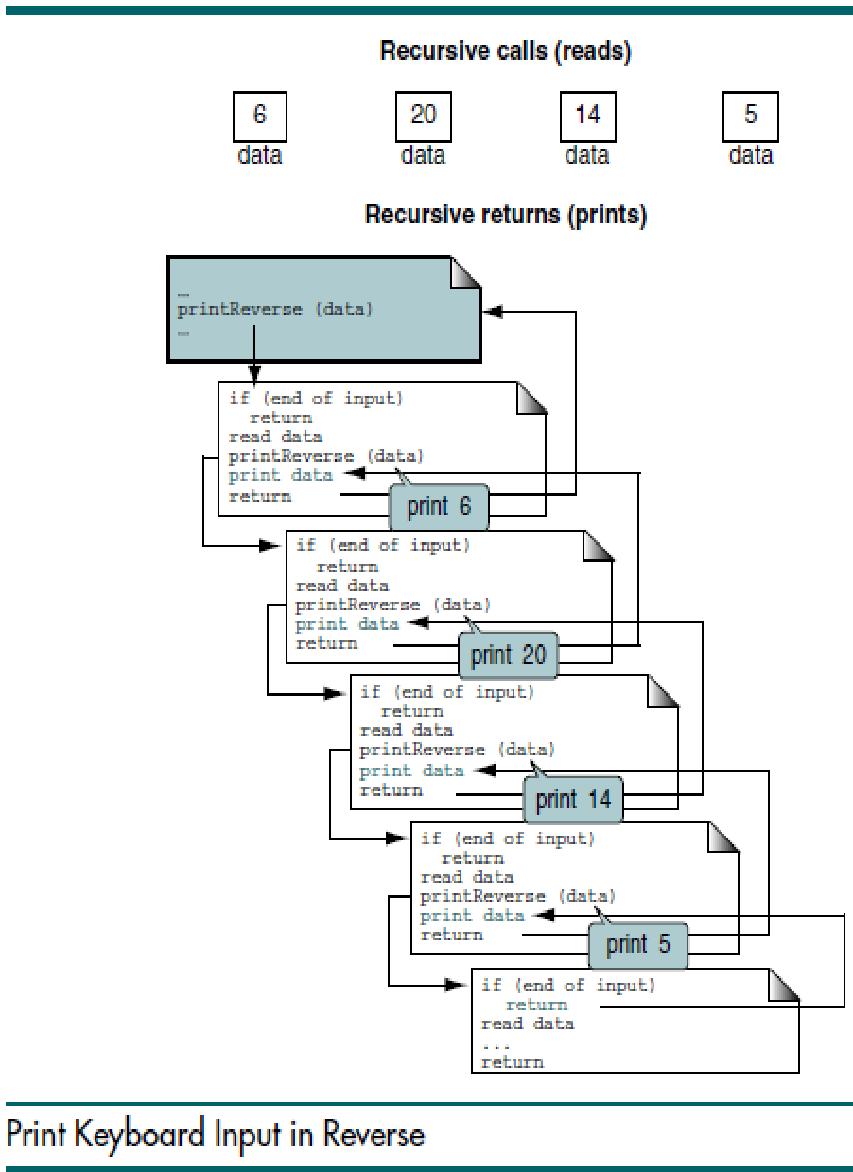 Recursive calls (reads)
6 20 14 5
data data data data
Recursive returns (prints)
…
printReverse (data)
…
if (end of input)
return
read data
printReverse (data)
print data
return
print 6
if (end of input)
return
read data
printReverse (data)
print data
return
print 20
if (end of input)
return
read data
printReverse (data)
print data
return
print 14
if (end of input)
return
read data
printReverse (data)
print data
return
print 5
if (end of input)
return
read data
...
return
Print Keyboard Input in Reverse